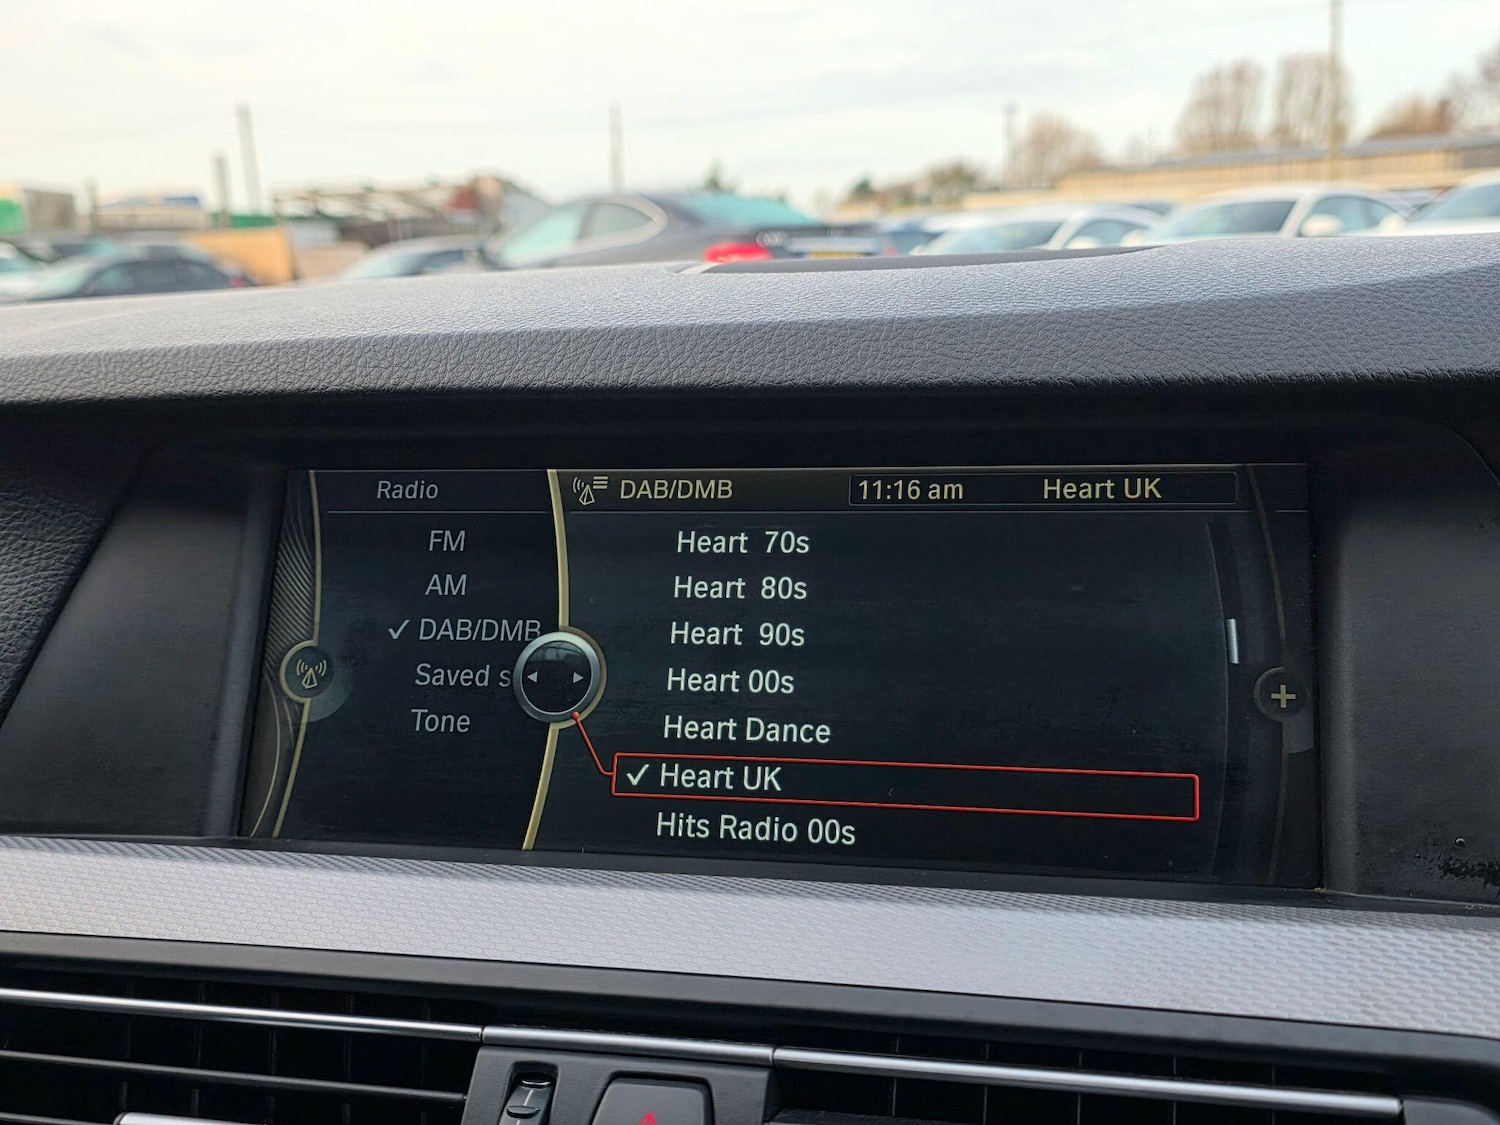 Radio
DAB/DMB
11:16 am
Heart UK
FM
AM
✓ DAB/DMB
Saved s
Tone
Heart 70s
Heart 80s
Heart 90s
Heart 00s
Heart Dance
✓ Heart UK
Hits Radio 00s